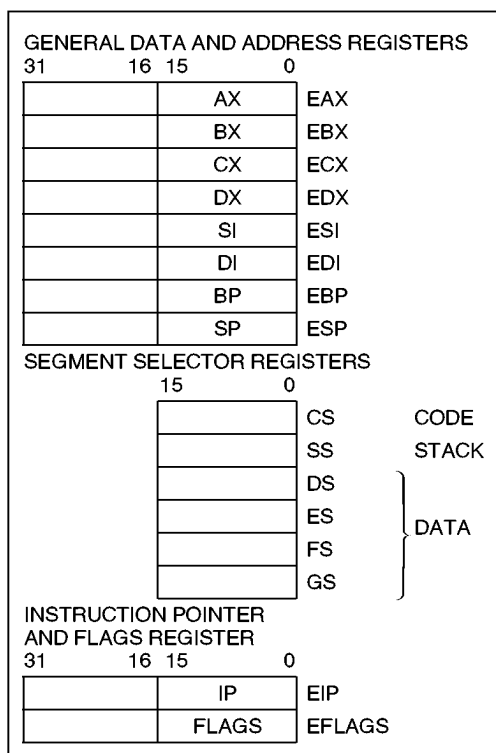 GENERAL DATA AND ADDRESS REGISTERS
31 16 15 0
AX EAX
BX EBX
CX ECX
DX EDX
SI ESI
DI EDI
BP EBP
SP ESP
SEGMENT SELECTOR REGISTERS
15 0
CS CODE
SS STACK
DS
ES
DATA
FS
GS
INSTRUCTION POINTER
AND FLAGS REGISTER
31 16 15 0
IP EIP
FLAGS EFLAGS